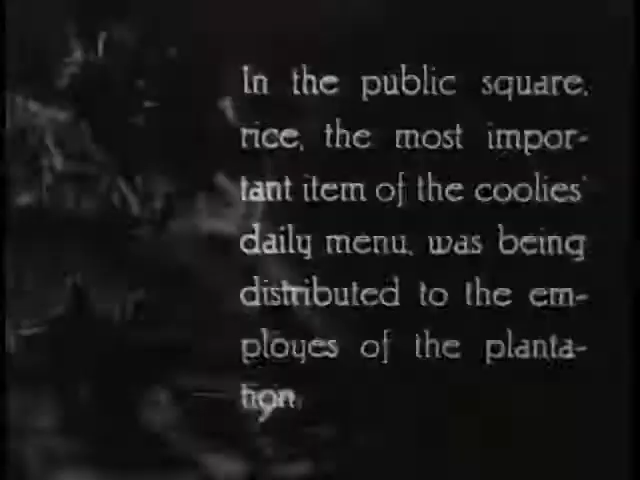 In the public square,
rice, the most impor-
tant item of the coolies'
daily menu, was being
distributed to the em-
ployes of the planta-
tion.